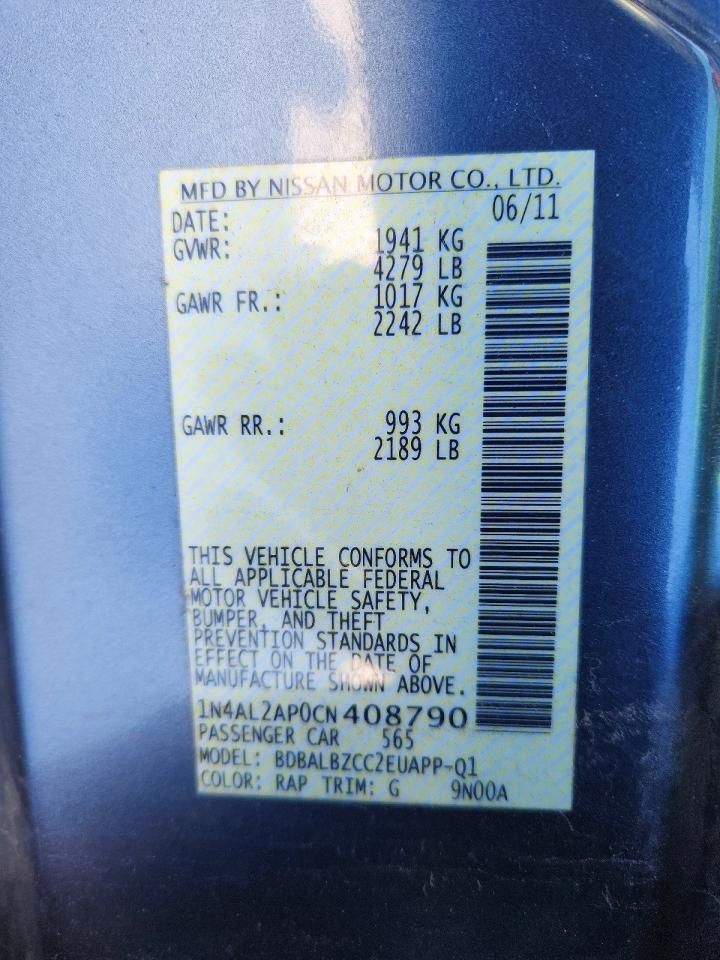 MFD BY NISSAN MOTOR CO., LTD.
DATE: 06/11
GVWR: 1941 KG
4279 LB
GAWR FR.: 1017 KG
2242 LB
GAWR RR.: 993 KG
2189 LB
THIS VEHICLE CONFORMS TO
ALL APPLICABLE FEDERAL
MOTOR VEHICLE SAFETY,
BUMPER, AND THEFT
PREVENTION STANDARDS IN
EFFECT ON THE DATE OF
MANUFACTURE SHOWN ABOVE.
1N4AL2AP0CN408790
PASSENGER CAR 565
MODEL: BDBALBZCC2EUAPP-Q1
COLOR: RAP TRIM: G 9N00A